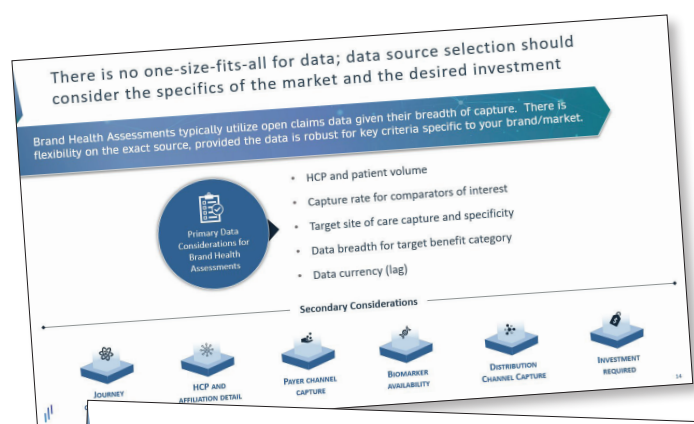 There is no one-size-fits-all for data; data source selection should
consider the specifics of the market and the desired investment
Brand Health Assessments typically utilize open claims data given their breadth of capture. There is
flexibility on the exact source, provided the data is robust for key criteria specific to your brand/market.
Primary Data
Considerations for
Brand Health
Assessments
• HCP and patient volume
• Capture rate for comparators of interest
• Target site of care capture and specificity
• Data breadth for target benefit category
• Data currency (lag)
Secondary Considerations
JOURNEY
HCP AND
AFFILIATION DETAIL
PAYER CHANNEL
CAPTURE
BIOMARKER
AVAILABILITY
DISTRIBUTION
CHANNEL CAPTURE
INVESTMENT
REQUIRED
14